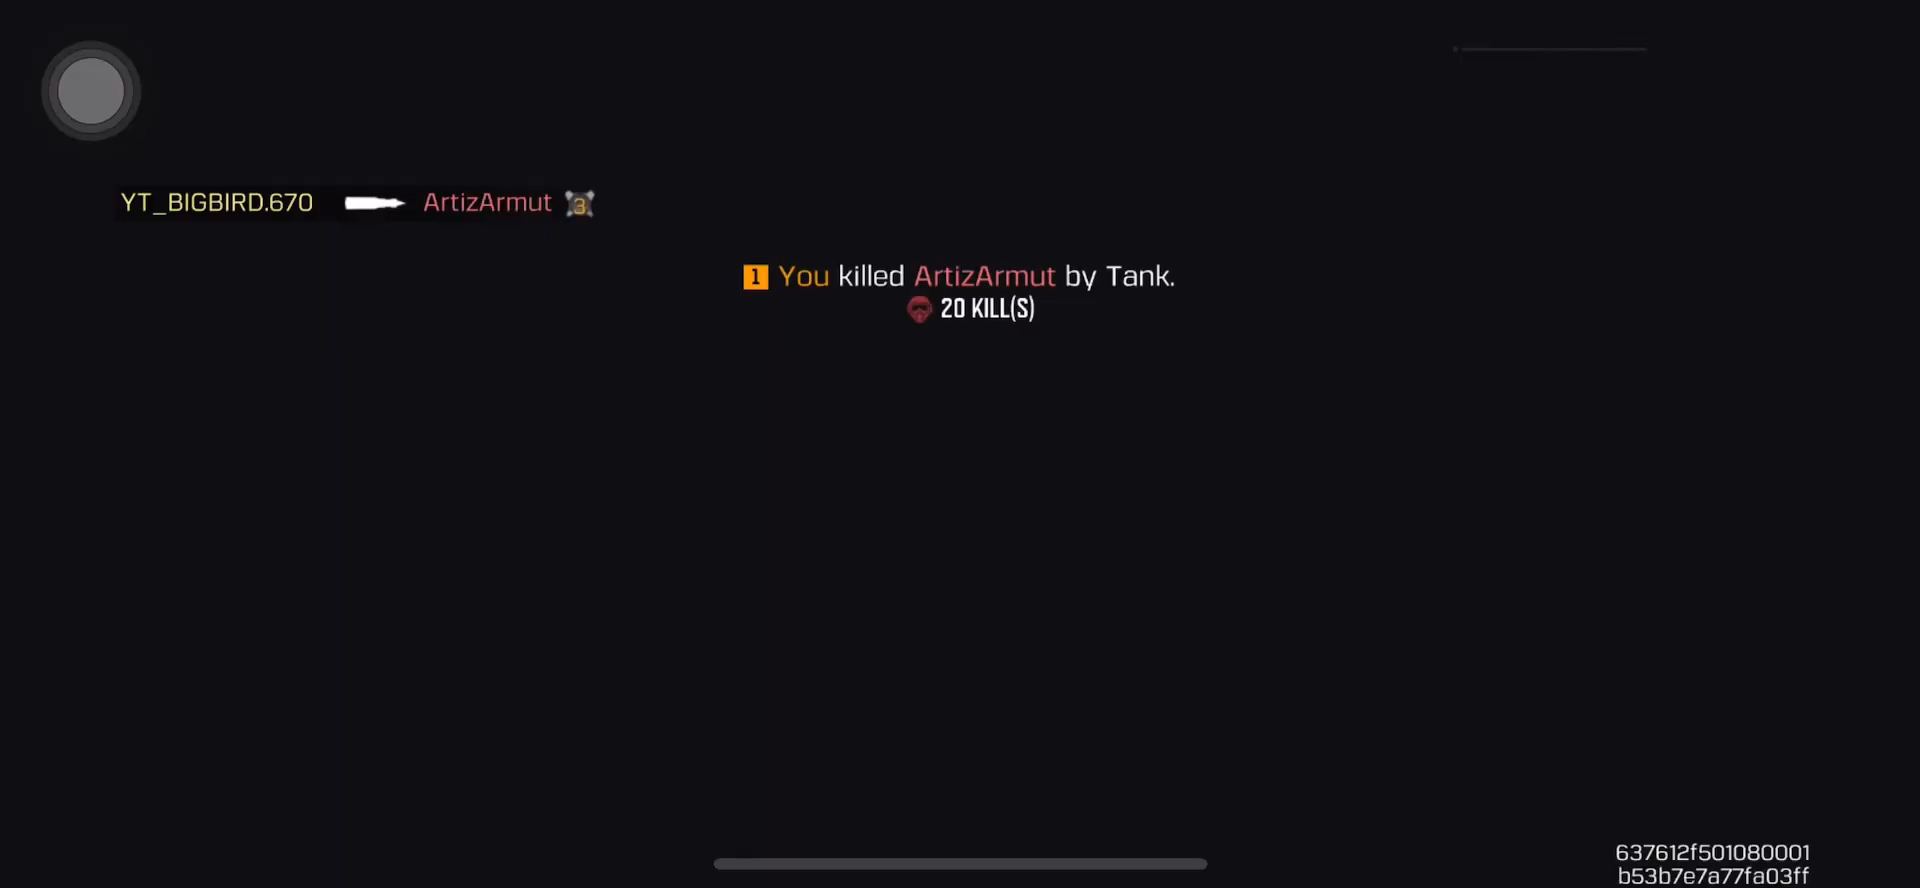 YT_BIGBIRD.670 ArtizArmut 3
1 You killed ArtizArmut by Tank.
20 KILL(S)
637612f501080001
b53b7e7a77fa03ff